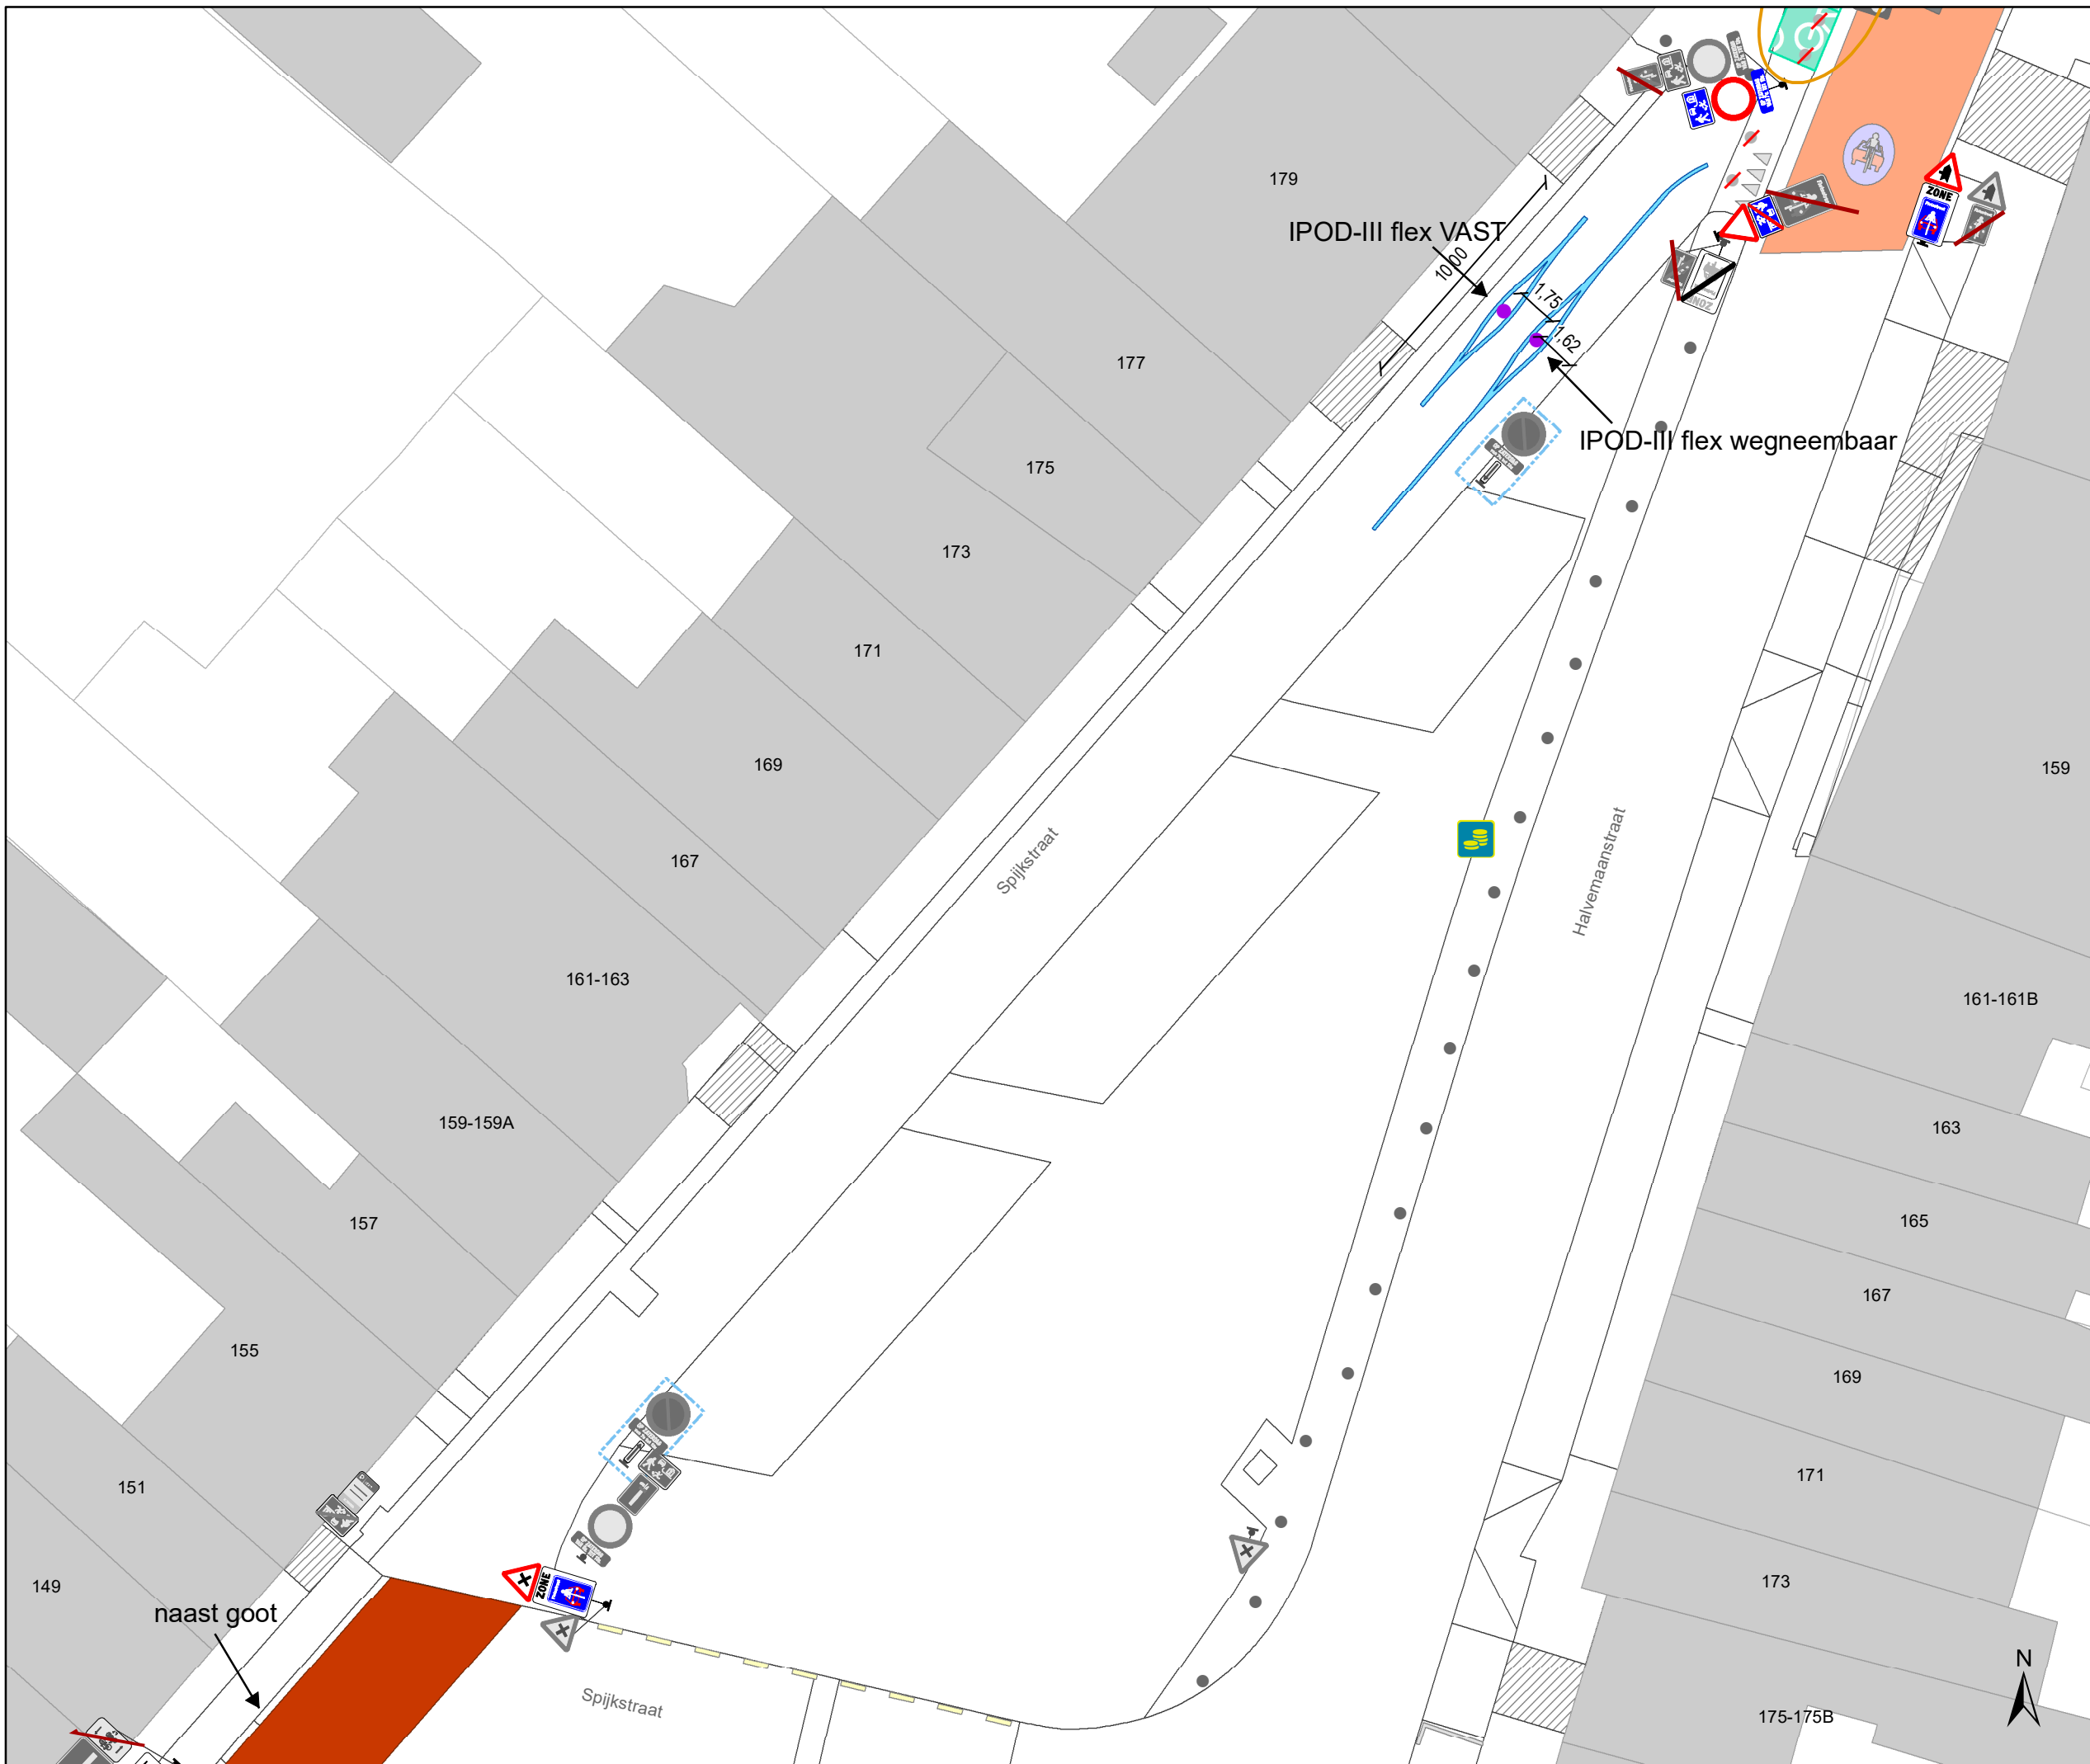 179
IPOD-III flex VAST
10,00
1,75
1,62
ZONE
ZONE
177
IPOD-III flex wegneembaar
175
173
171
169
159
167
Spijkstraat
Halvemaanstraat
161-163
161-161B
159-159A
163
157
165
167
155
169
151
171
149
ZONE
173
naast goot
N
Spijkstraat
175-175B